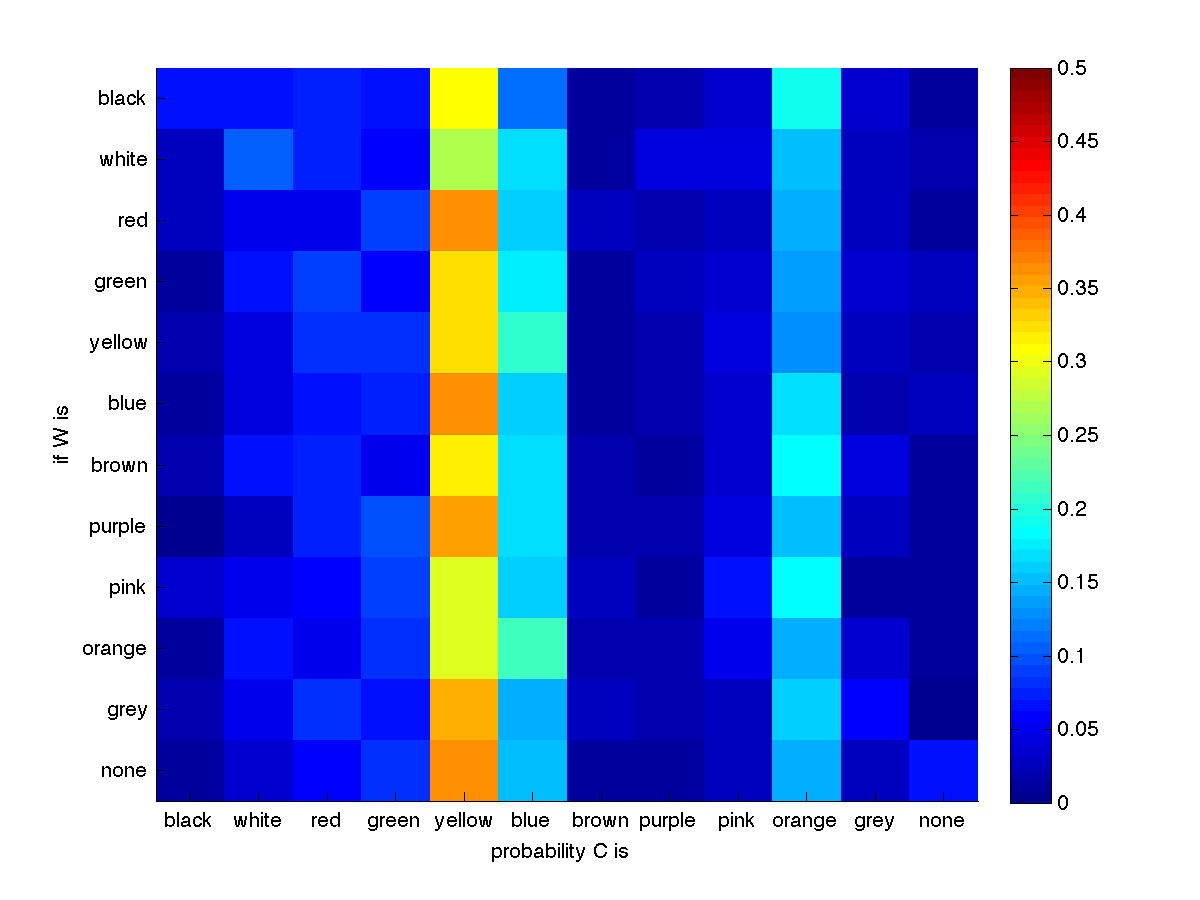 black
white
red
green
yellow
blue
brown
purple
pink
orange
grey
none
if W is
black white red green yellow blue brown purple pink orange grey none
probability C is
0.5
0.45
0.4
0.35
0.3
0.25
0.2
0.15
0.1
0.05
0